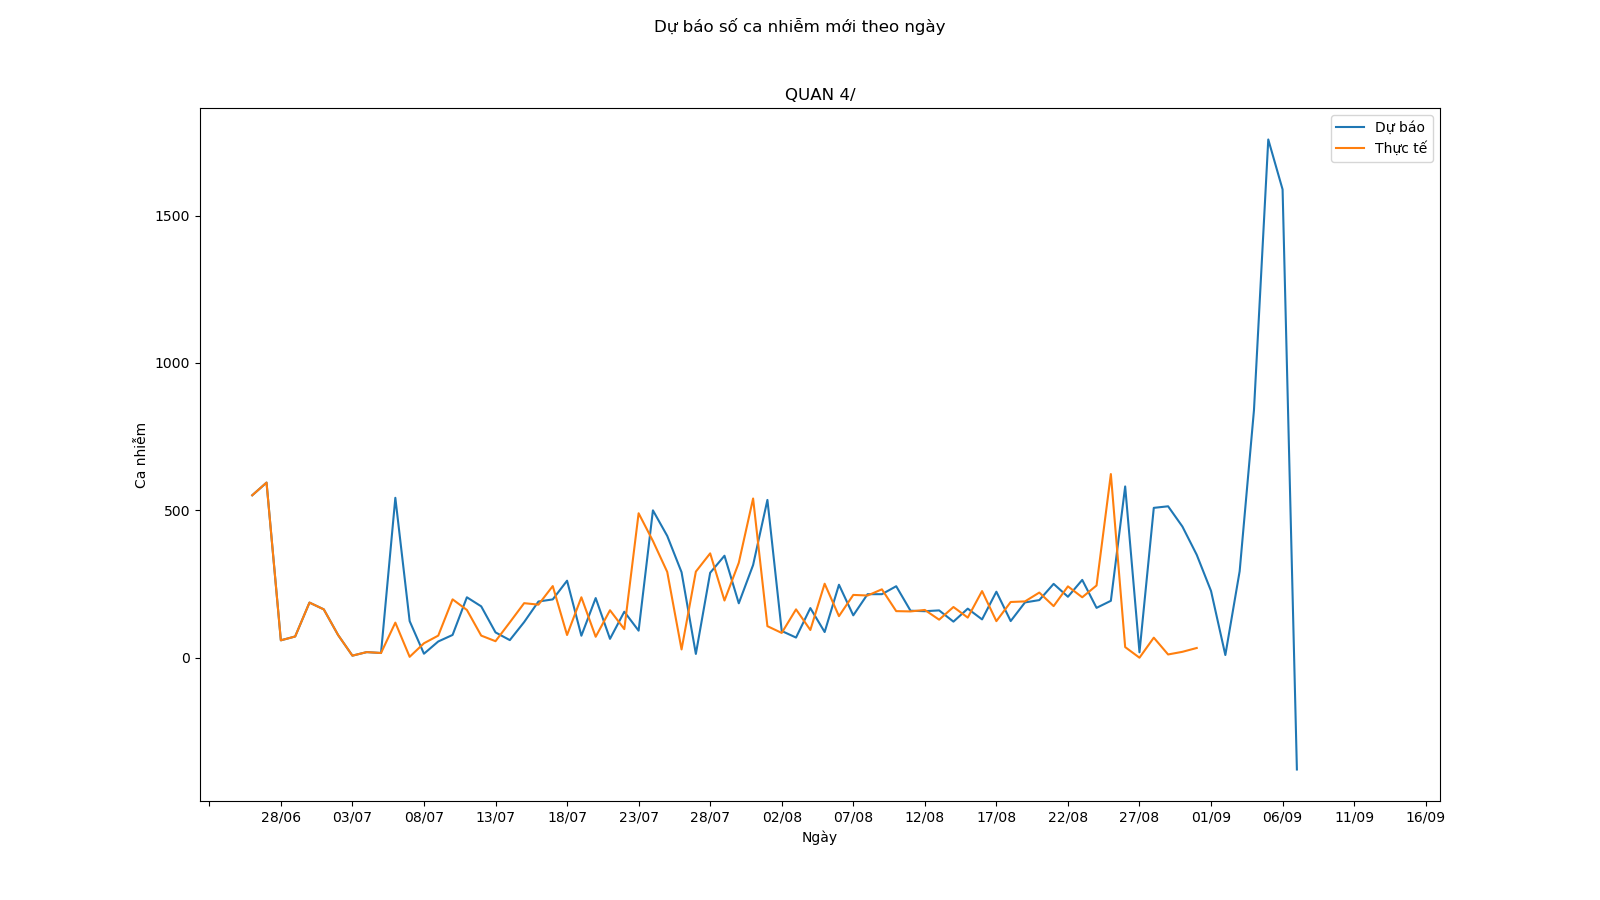 Dự báo số ca nhiễm mới theo ngày
QUAN 4/
Dự báo
Thực tế
1500
1000
500
0
Ca nhiễm
28/06 03/07 08/07 13/07 18/07 23/07 28/07 02/08 07/08 12/08 17/08 22/08 27/08 01/09 06/09 11/09 16/09
Ngày